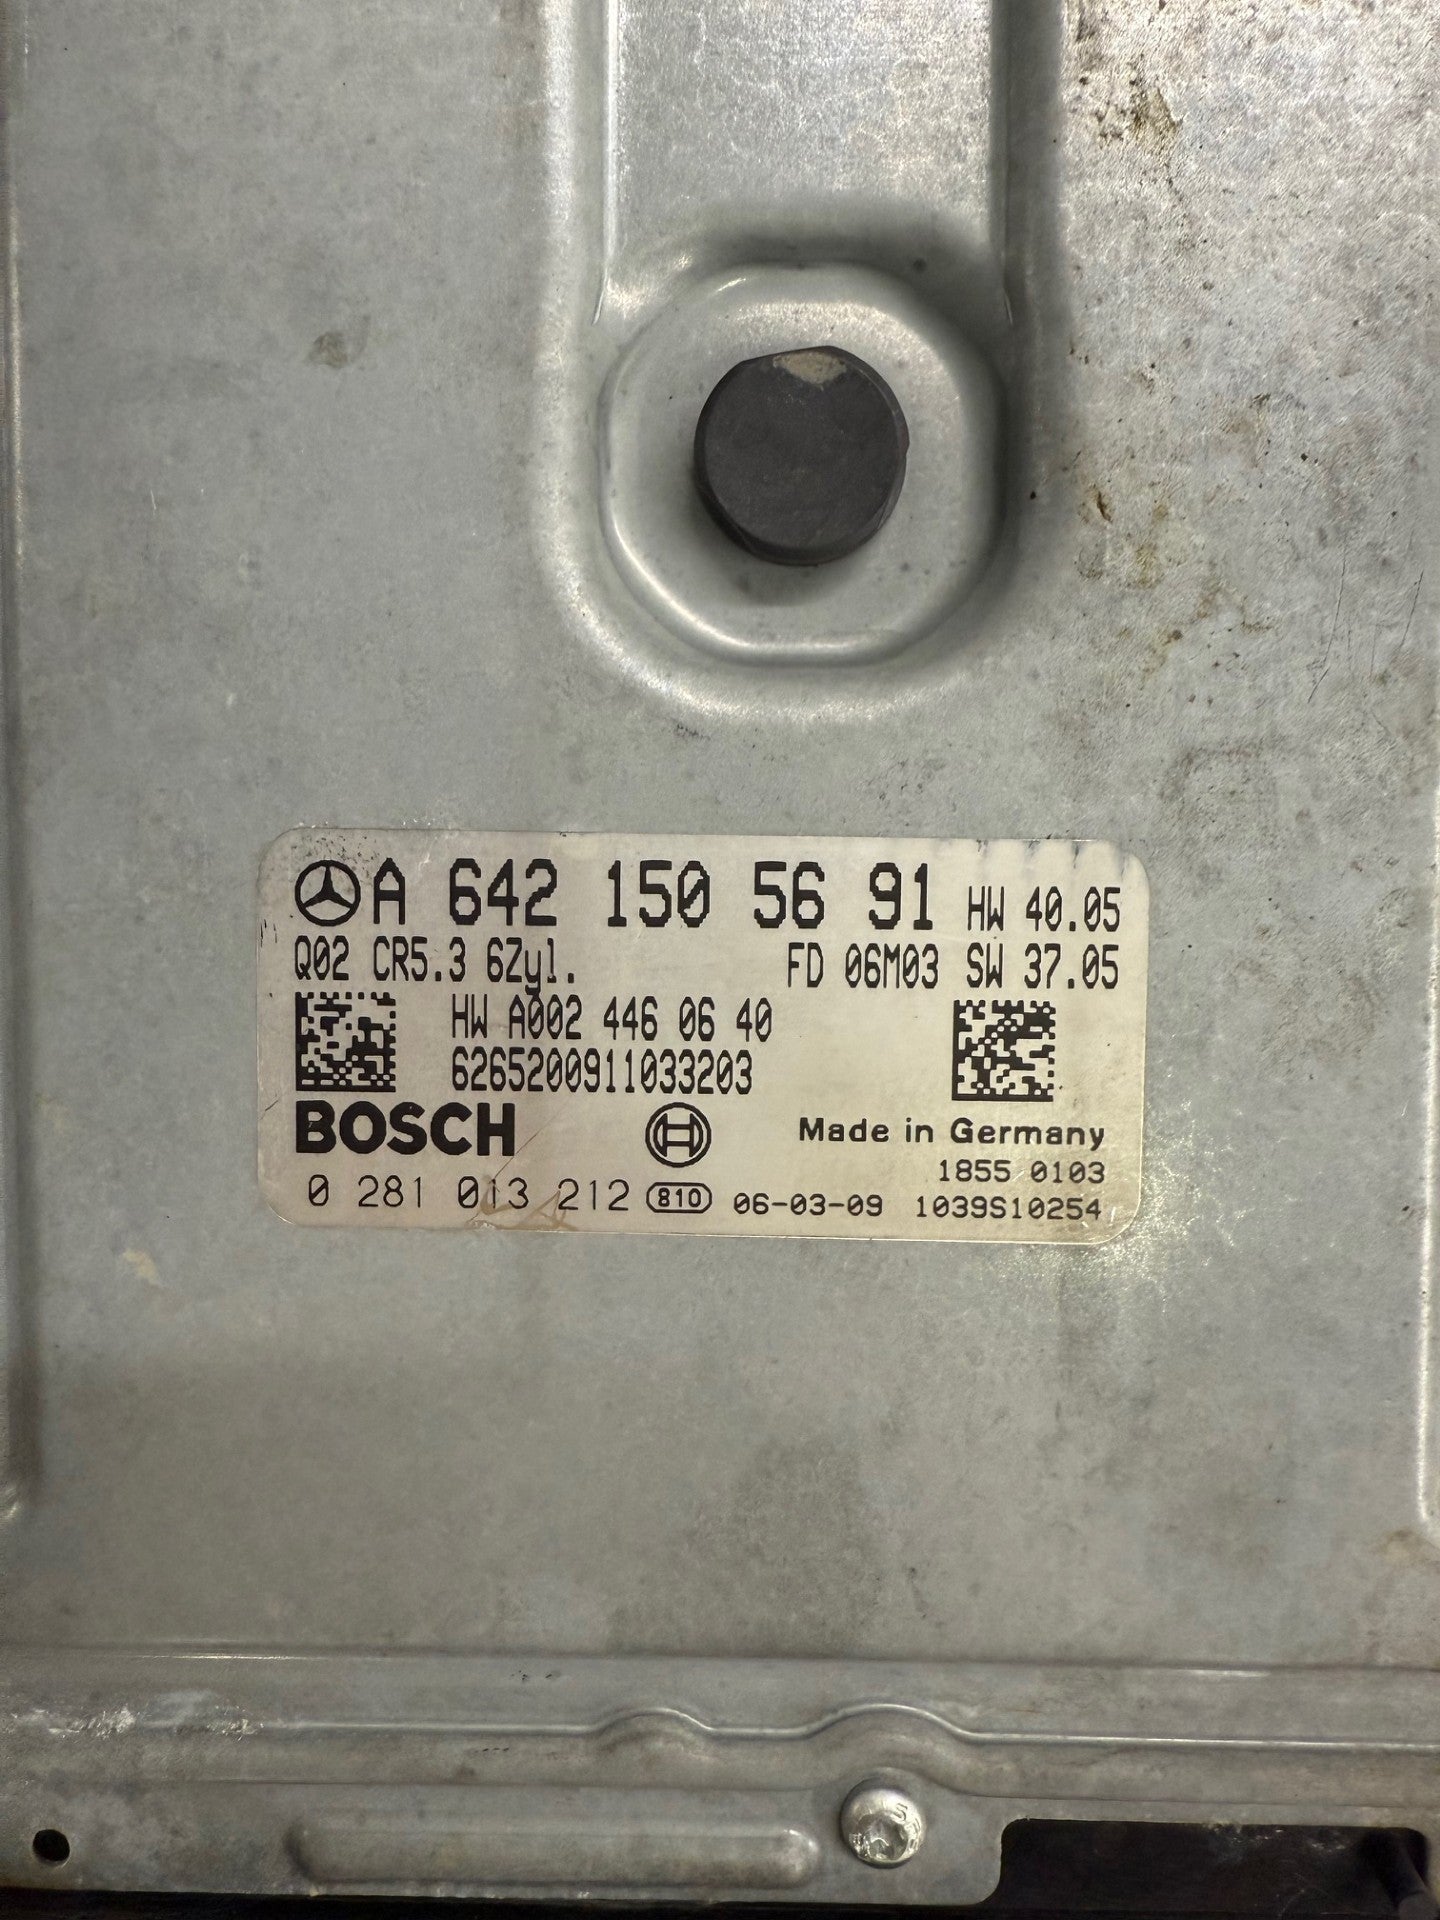 A 642 150 56 91 HW 40.05
Q02 CR5.3 6Zyl. FD 06M03 SW 37.05
HW A002 446 06 40
6265200911033203
BOSCH Made in Germany
1855 0103
0 281 013 212 810 06-03-09 1039S10254